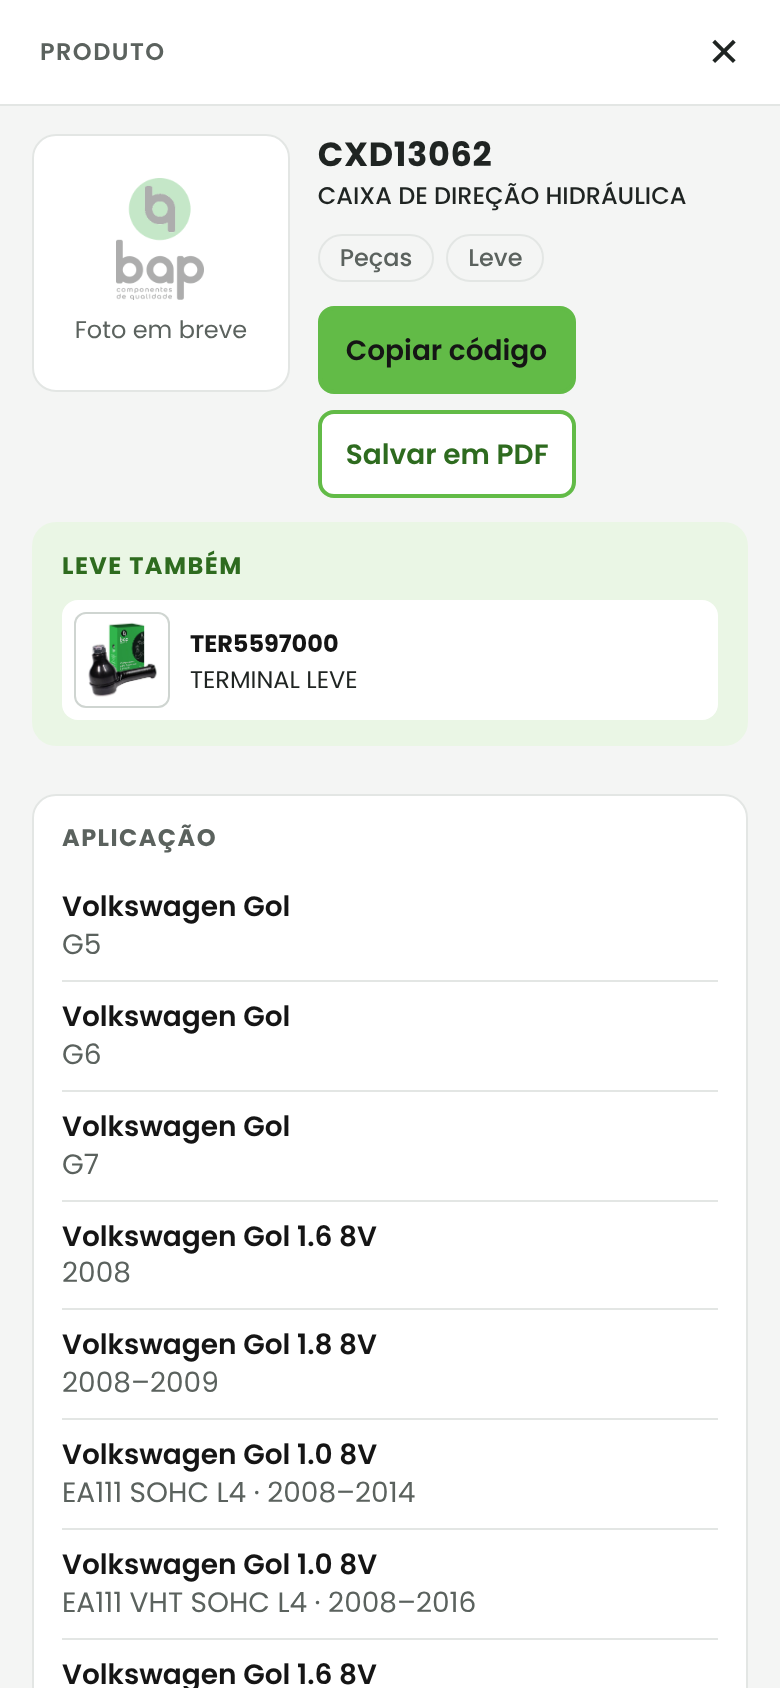 PRODUTO
bap
componentes
de qualidade
Foto em breve
CXD13062
CAIXA DE DIREÇÃO HIDRÁULICA
Peças
Leve
Copiar código
Salvar em PDF
LEVE TAMBÉM
TER5597000
TERMINAL LEVE
APLICAÇÃO
Volkswagen Gol
G5
Volkswagen Gol
G6
Volkswagen Gol
G7
Volkswagen Gol 1.6 8V
2008
Volkswagen Gol 1.8 8V
2008–2009
Volkswagen Gol 1.0 8V
EA111 SOHC L4 · 2008–2014
Volkswagen Gol 1.0 8V
EA111 VHT SOHC L4 · 2008–2016
Volkswagen Gol 1.6 8V